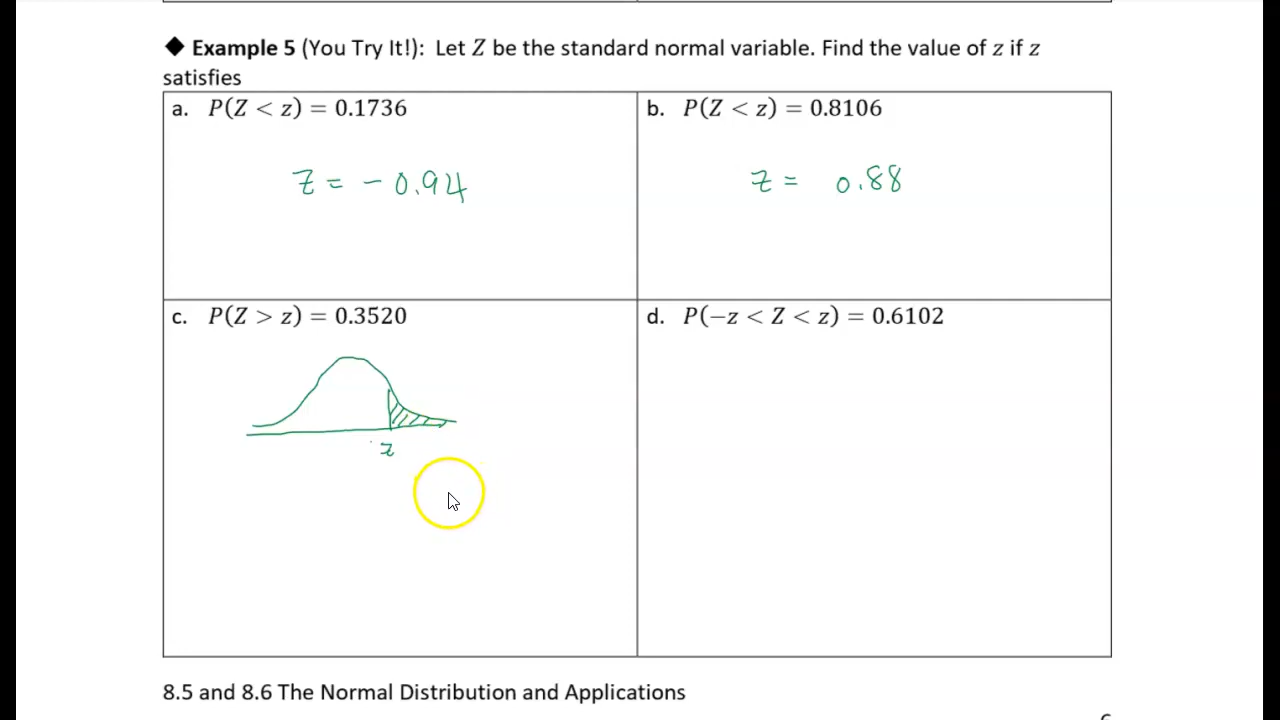 ◆ Example 5 (You Try It!): Let Z be the standard normal variable. Find the value of z if z
satisfies
a. P(Z < z) = 0.1736
z = - 0.94
b. P(Z < z) = 0.8106
z = 0.88
c. P(Z > z) = 0.3520
z
d. P(−z < Z < z) = 0.6102
8.5 and 8.6 The Normal Distribution and Applications